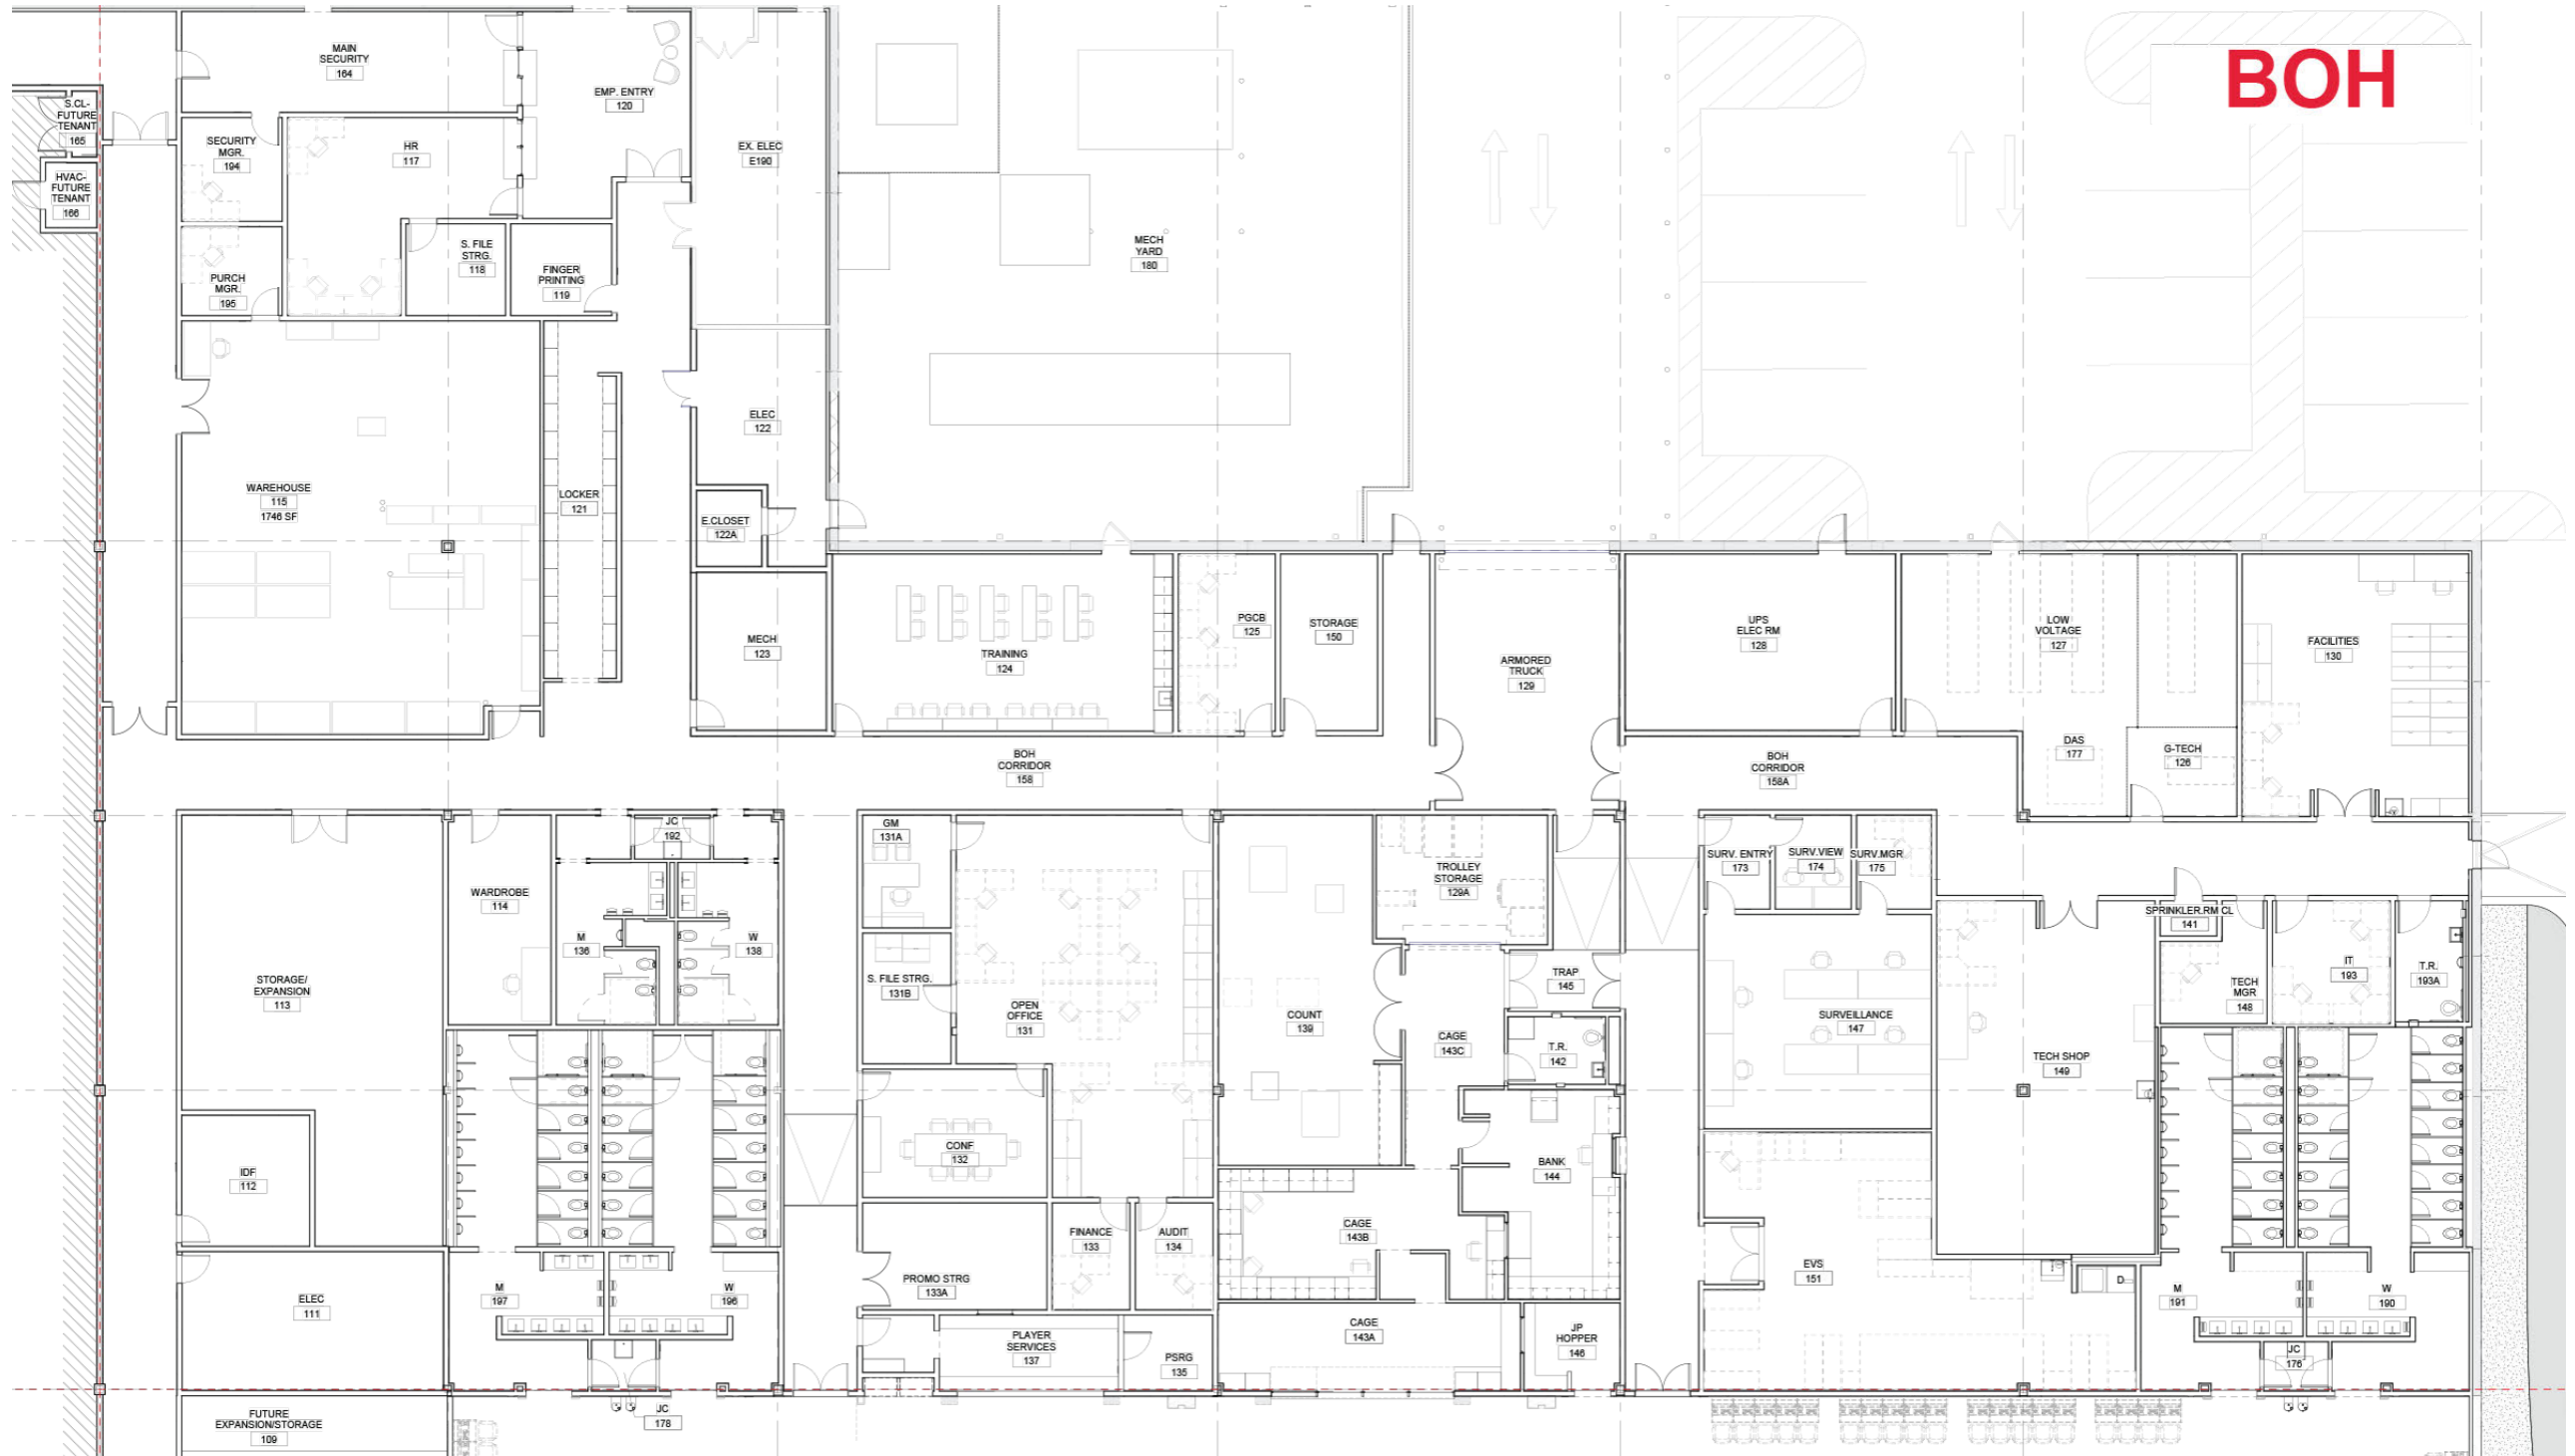 BOH
MAIN
SECURITY
164
S.CL-
FUTURE
TENANT
165
EMP. ENTRY
120
SECURITY
MGR.
194
HR
117
EX. ELEC
E190
HVAC-
FUTURE
TENANT
166
S. FILE
STRG.
118
FINGER
PRINTING
119
MECH
YARD
180
PURCH
MGR.
195
ELEC
122
WAREHOUSE
115
1746 SF
LOCKER
121
E.CLOSET
122A
MECH
123
TRAINING
124
PGCB
125
STORAGE
150
ARMORED
TRUCK
129
UPS
ELEC RM
128
LOW
VOLTAGE
127
FACILITIES
130
BOH
CORRIDOR
158
BOH
CORRIDOR
158A
DAS
177
G-TECH
126
JC
192
GM
131A
WARDROBE
114
TROLLEY
STORAGE
129A
SURV. ENTRY
173
SURV.VIEW
174
SURV.MGR
175
M
136
W
138
SPRINKLER.RM CL
141
STORAGE/
EXPANSION
113
S. FILE STRG.
131B
OPEN
OFFICE
131
COUNT
139
TRAP
145
CAGE
143C
T.R.
142
SURVEILLANCE
147
TECH SHOP
149
TECH
MGR
148
IT
193
T.R.
193A
IDF
112
CONF
132
BANK
144
FINANCE
133
AUDIT
134
CAGE
143B
PROMO STRG
133A
EVS
151
D
ELEC
111
M
197
W
196
M
191
W
190
PLAYER
SERVICES
137
PSRG
135
CAGE
143A
JP
HOPPER
146
JC
176
FUTURE
EXPANSION/STORAGE
109
JC
178